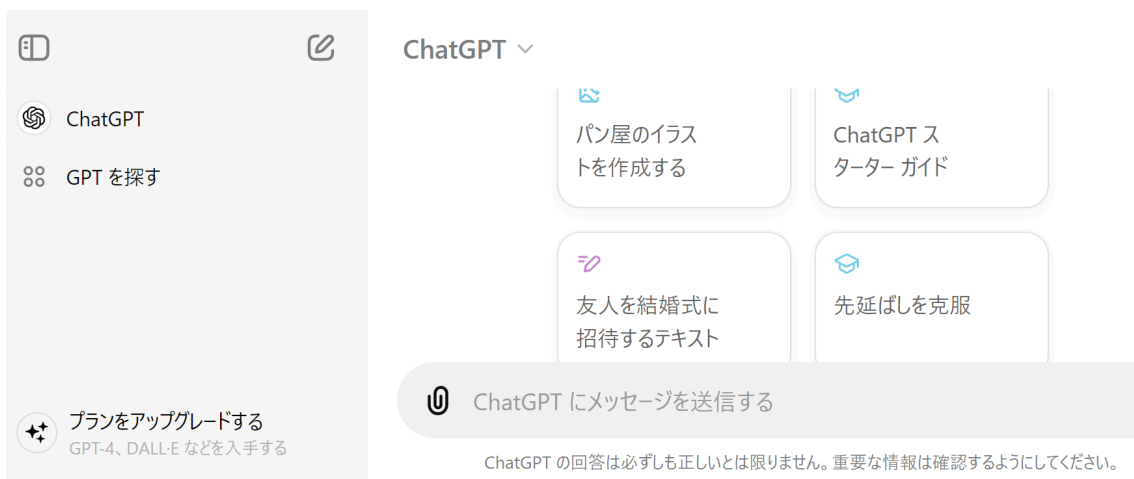 ChatGPT
GPT を探す
プランをアップグレードする
GPT-4、DALL·E などを入手する
ChatGPT
パン屋のイラス
トを作成する
ChatGPT ス
ターター ガイド
友人を結婚式に
招待するテキスト
先延ばしを克服
ChatGPT にメッセージを送信する
ChatGPT の回答は必ずしも正しいとは限りません。重要な情報は確認するようにしてください。